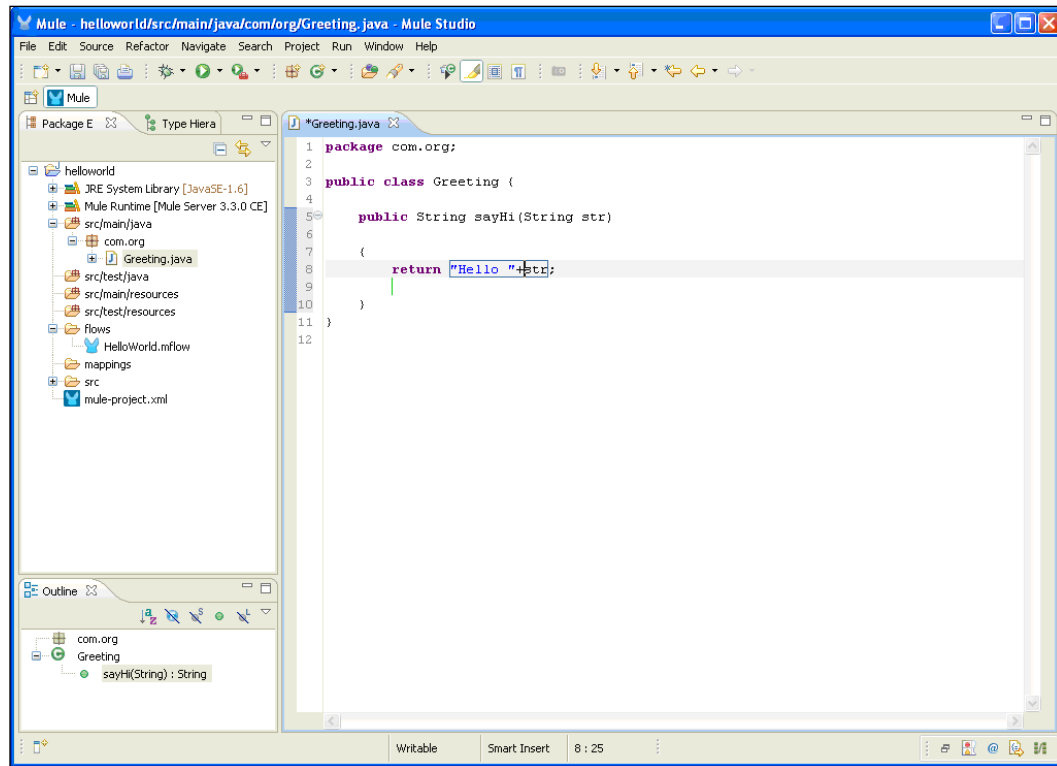 Mule - helloworld/src/main/java/com/org/Greeting.java - Mule Studio
File Edit Source Refactor Navigate Search Project Run Window Help
Mule
Package E Type Hiera
helloworld
JRE System Library [JavaSE-1.6]
Mule Runtime [Mule Server 3.3.0 CE]
src/main/java
com.org
Greeting.java
src/test/java
src/main/resources
src/test/resources
flows
HelloWorld.mflow
mappings
src
mule-project.xml
*Greeting.java
1 package com.org;
2
3 public class Greeting {
4
5 public String sayHi(String str)
6
7 {
8 return "Hello "+str;
9
10 }
11 }
12
Outline
com.org
Greeting
sayHi(String) : String
Writable Smart Insert 8 : 25